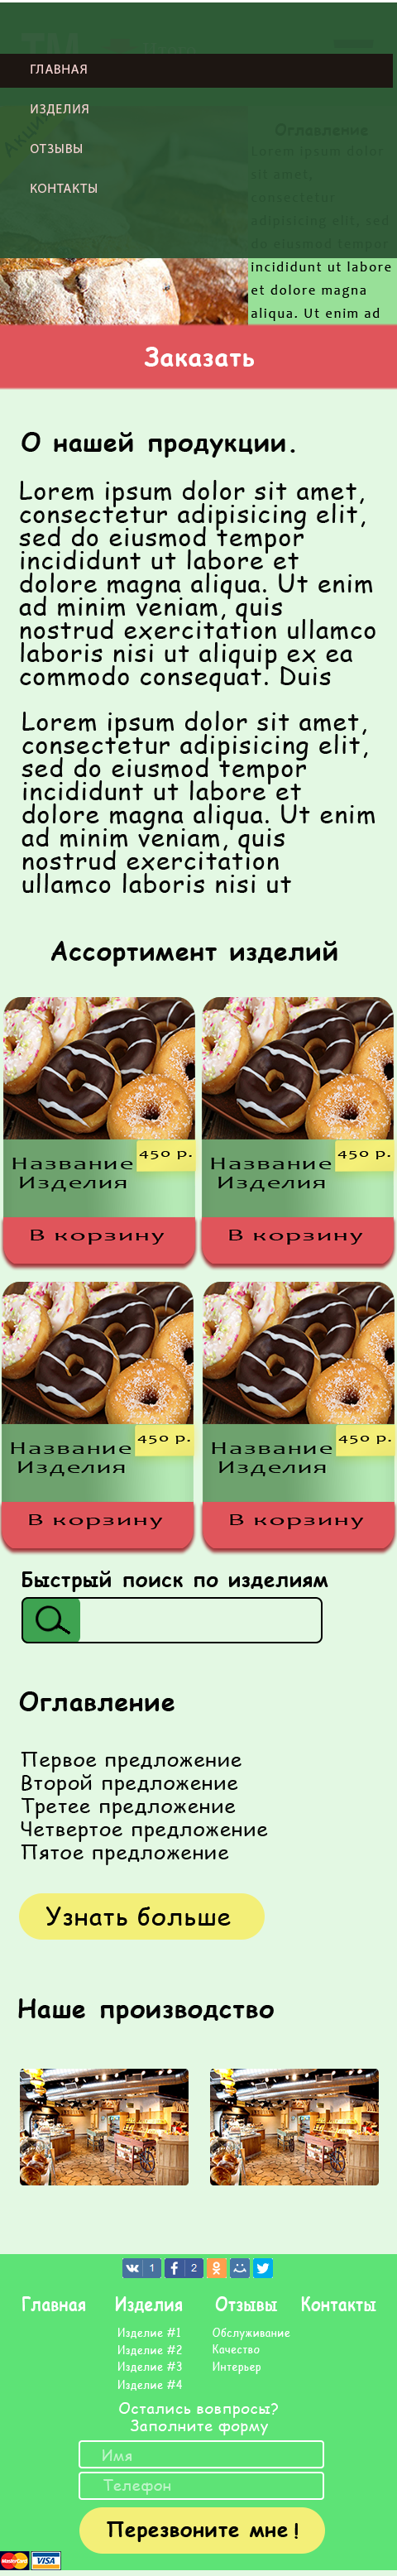 ТМ
ГЛАВНАЯ
ИЗДЕЛИЯ
ОТЗЫВЫ
КОНТАКТЫ
Акция
Оглавление
Lorem ipsum dolor
sit amet,
consectetur
adipisicing elit, sed
do eiusmod tempor
incididunt ut labore
et dolore magna
aliqua. Ut enim ad
Заказать
О нашей продукции.
Lorem ipsum dolor sit amet,
consectetur adipisicing elit,
sed do eiusmod tempor
incididunt ut labore et
dolore magna aliqua. Ut enim
ad minim veniam, quis
nostrud exercitation ullamco
laboris nisi ut aliquip ex ea
commodo consequat. Duis
Lorem ipsum dolor sit amet,
consectetur adipisicing elit,
sed do eiusmod tempor
incididunt ut labore et
dolore magna aliqua. Ut enim
ad minim veniam, quis
nostrud exercitation
ullamco laboris nisi ut
Ассортимент изделий
450 р.
Название
Изделия
В корзину
450 р.
Название
Изделия
В корзину
450 р.
Название
Изделия
В корзину
450 р.
Название
Изделия
В корзину
Быстрый поиск по изделиям
Оглавление
Первое предложение
Второй предложение
Третее предложение
Четвертое предложение
Пятое предложение
Узнать больше
Наше производство
1 2
Главная Изделия Отзывы Контакты
Изделие #1 Обслуживание
Изделие #2 Качество
Изделие #3 Интерьер
Изделие #4
Остались вовпросы?
Заполните форму
Имя
Телефон
Перезвоните мне!
MasterCard VISA